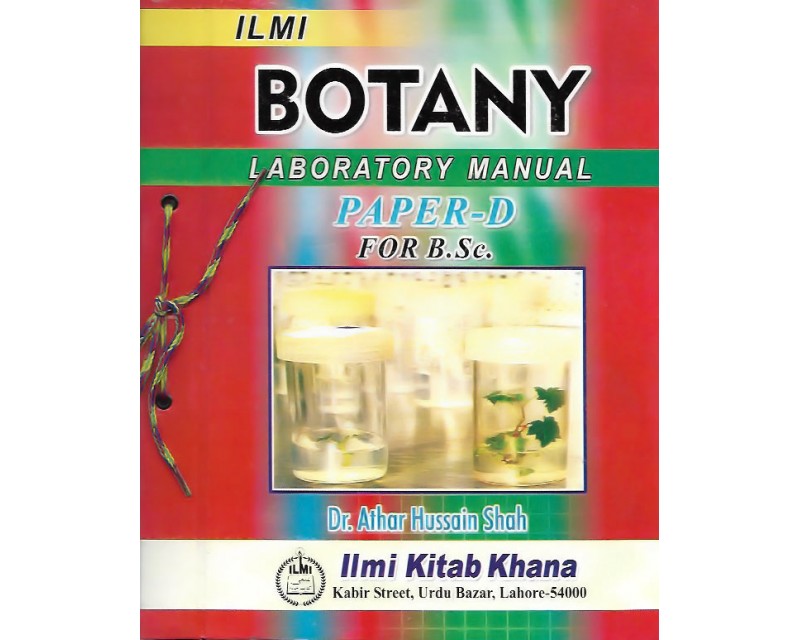 ILMI
BOTANY
LABORATORY MANUAL
PAPER-D
FOR B.Sc.
Dr. Athar Hussain Shah
ILMI
Ilmi Kitab Khana
Kabir Street, Urdu Bazar, Lahore-54000